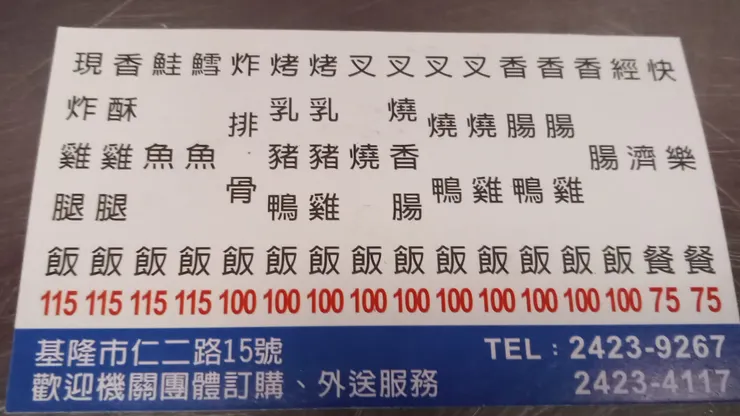 現炸雞腿飯 115
香酥雞腿飯 115
鮭魚飯 115
鱈魚飯 115
炸排骨飯 100
烤乳豬鴨飯 100
烤乳豬雞飯 100
叉燒飯 100
叉燒香腸飯 100
叉燒鴨飯 100
叉燒雞飯 100
香腸鴨飯 100
香腸雞飯 100
香腸飯 100
經濟餐 75
快樂餐 75
基隆市仁二路15號 TEL：2423-9267
歡迎機關團體訂購、外送服務 2423-4117